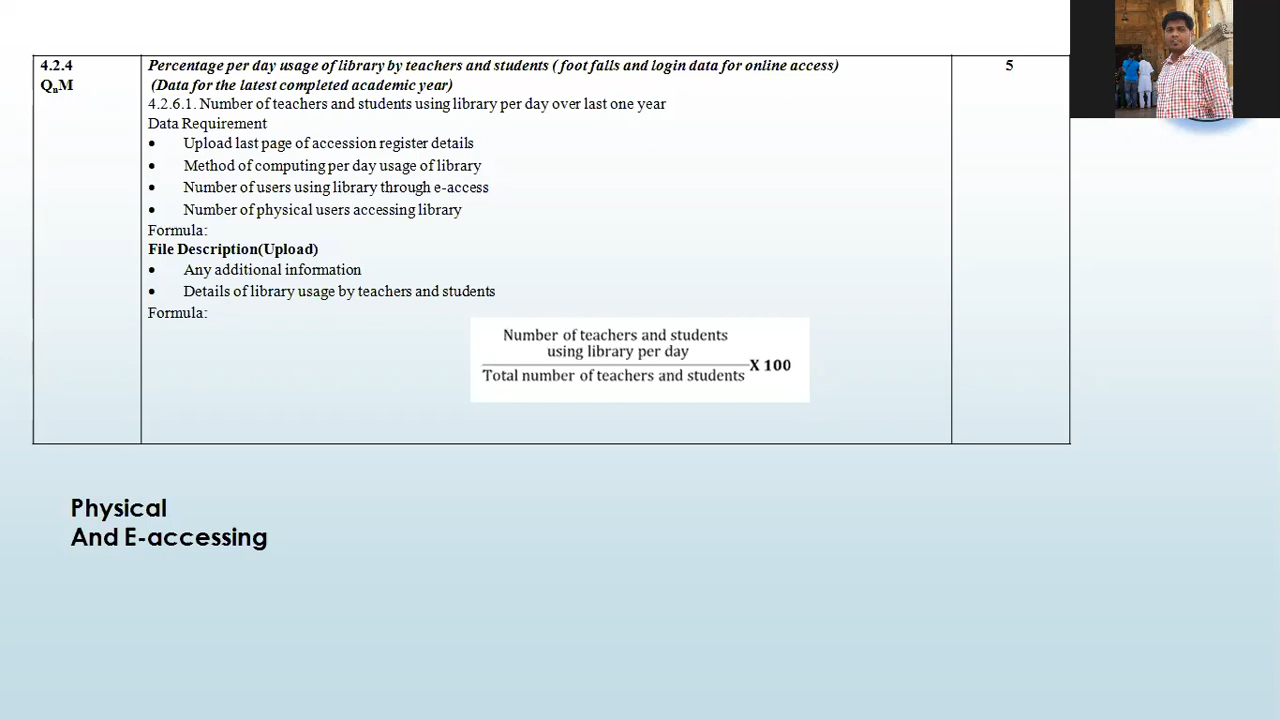 4.2.4
QnM
Percentage per day usage of library by teachers and students ( foot falls and login data for online access)
(Data for the latest completed academic year)
4.2.6.1. Number of teachers and students using library per day over last one year
Data Requirement
• Upload last page of accession register details
• Method of computing per day usage of library
• Number of users using library through e-access
• Number of physical users accessing library
Formula:
File Description(Upload)
• Any additional information
• Details of library usage by teachers and students
Formula:
Number of teachers and students
using library per day
Total number of teachers and students
X 100
5
Physical
And E-accessing